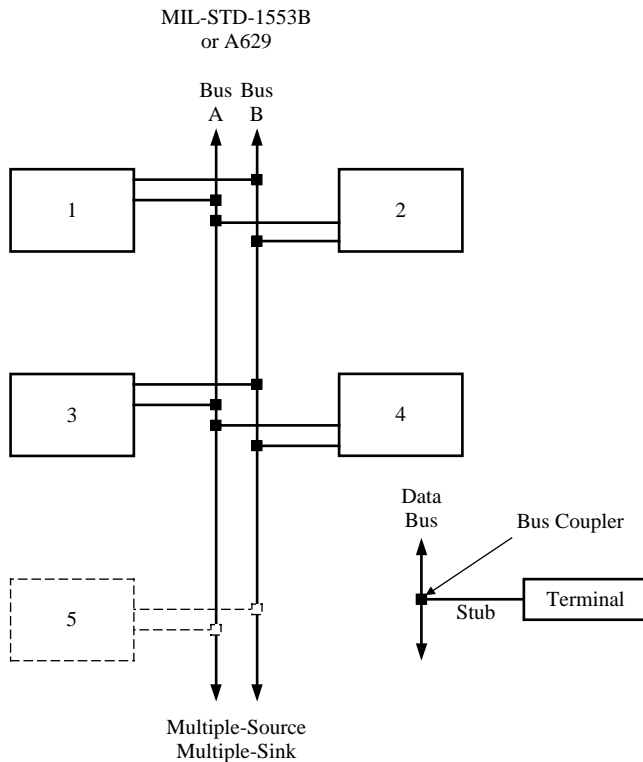 MIL-STD-1553B
or A629
Bus Bus
A B
1
2
3
4
Data
Bus
Bus Coupler
5
Stub
Terminal
Multiple-Source
Multiple-Sink